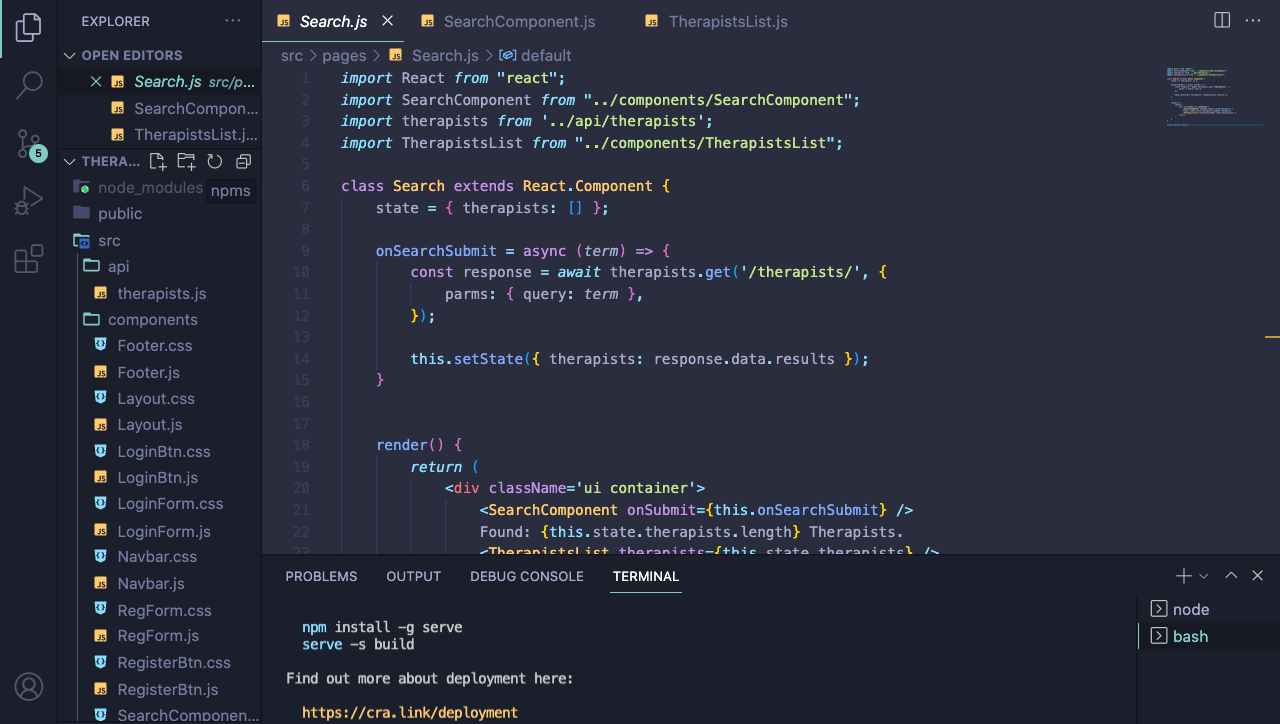 EXPLORER
OPEN EDITORS
Search.js src/p...
SearchCompon...
TherapistsList.j...
THERA...
node_modules
npms
public
src
api
therapists.js
components
Footer.css
Footer.js
Layout.css
Layout.js
LoginBtn.css
LoginBtn.js
LoginForm.css
LoginForm.js
Navbar.css
Navbar.js
RegForm.css
RegForm.js
RegisterBtn.css
RegisterBtn.js
SearchComponen...
5
Search.js SearchComponent.js TherapistsList.js
src > pages > Search.js > default
1 import React from "react";
2 import SearchComponent from "../components/SearchComponent";
3 import therapists from '../api/therapists';
4 import TherapistsList from "../components/TherapistsList";
5
6 class Search extends React.Component {
7 state = { therapists: [] };
8
9 onSearchSubmit = async (term) => {
10 const response = await therapists.get('/therapists/', {
11 parms: { query: term },
12 });
13
14 this.setState({ therapists: response.data.results });
15 }
16
17
18 render() {
19 return (
20 <div className='ui container'>
21 <SearchComponent onSubmit={this.onSearchSubmit} />
22 Found: {this.state.therapists.length} Therapists.
23 <TherapistsList therapists={this.state.therapists} />
PROBLEMS OUTPUT DEBUG CONSOLE TERMINAL
npm install -g serve
serve -s build
Find out more about deployment here:
https://cra.link/deployment
node
bash